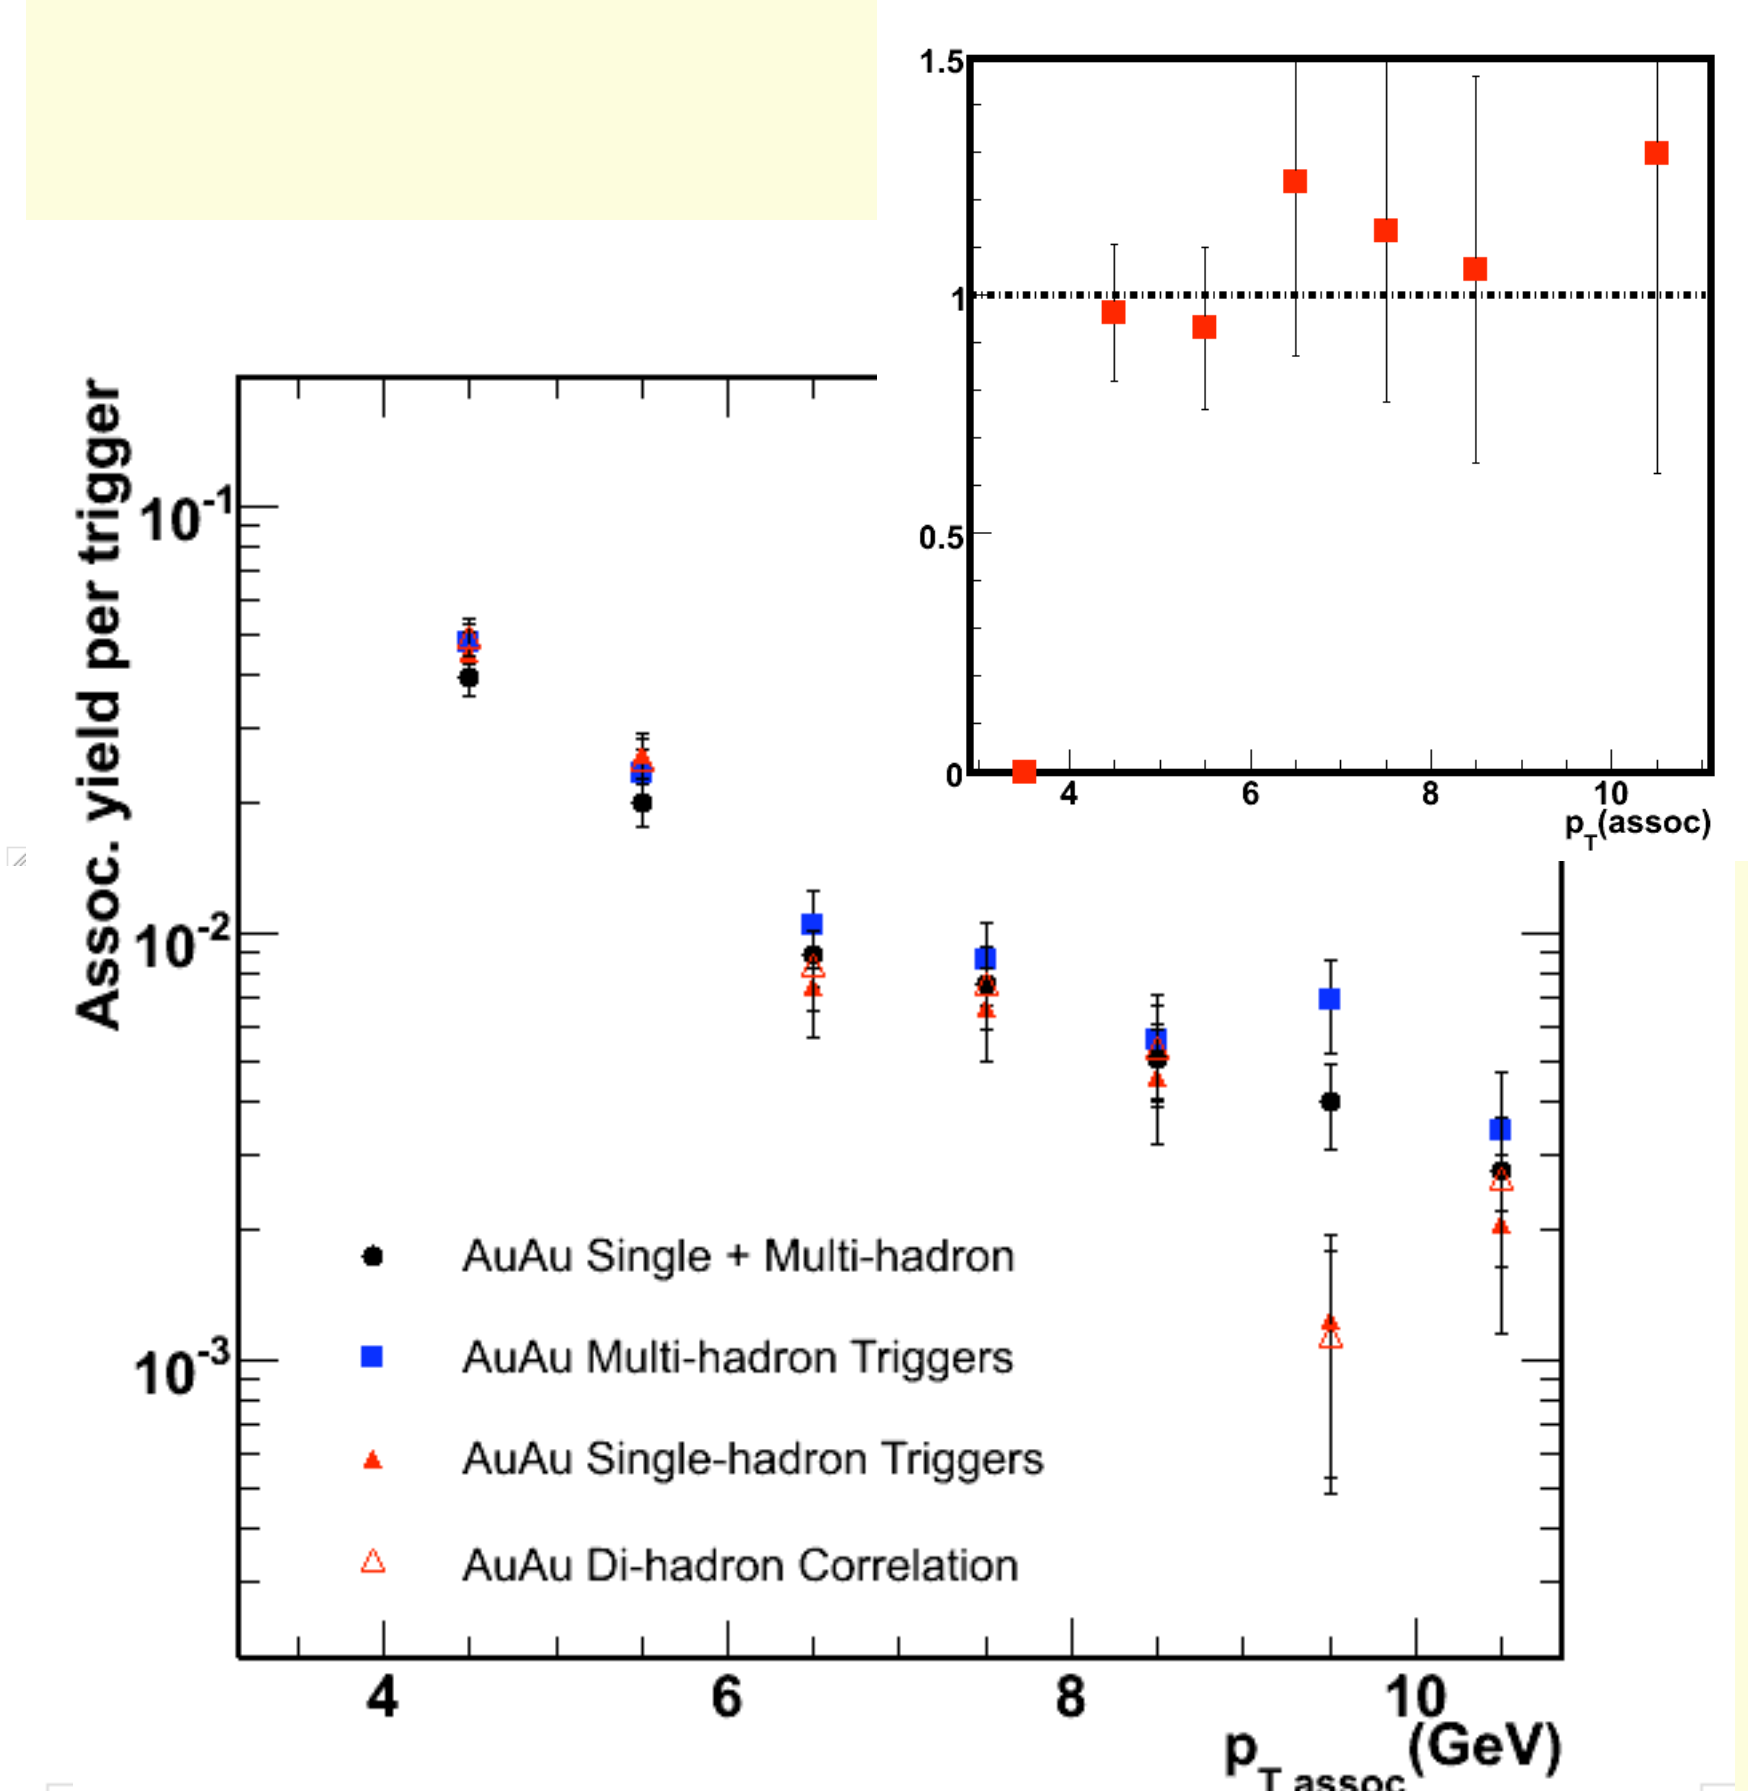 1.5
1
0.5
0
4 6 8 10
pT(assoc)
Assoc. yield per trigger
10-1
10-2
10-3
AuAu Single + Multi-hadron
AuAu Multi-hadron Triggers
AuAu Single-hadron Triggers
AuAu Di-hadron Correlation
4 6 8 10
pT assoc (GeV)